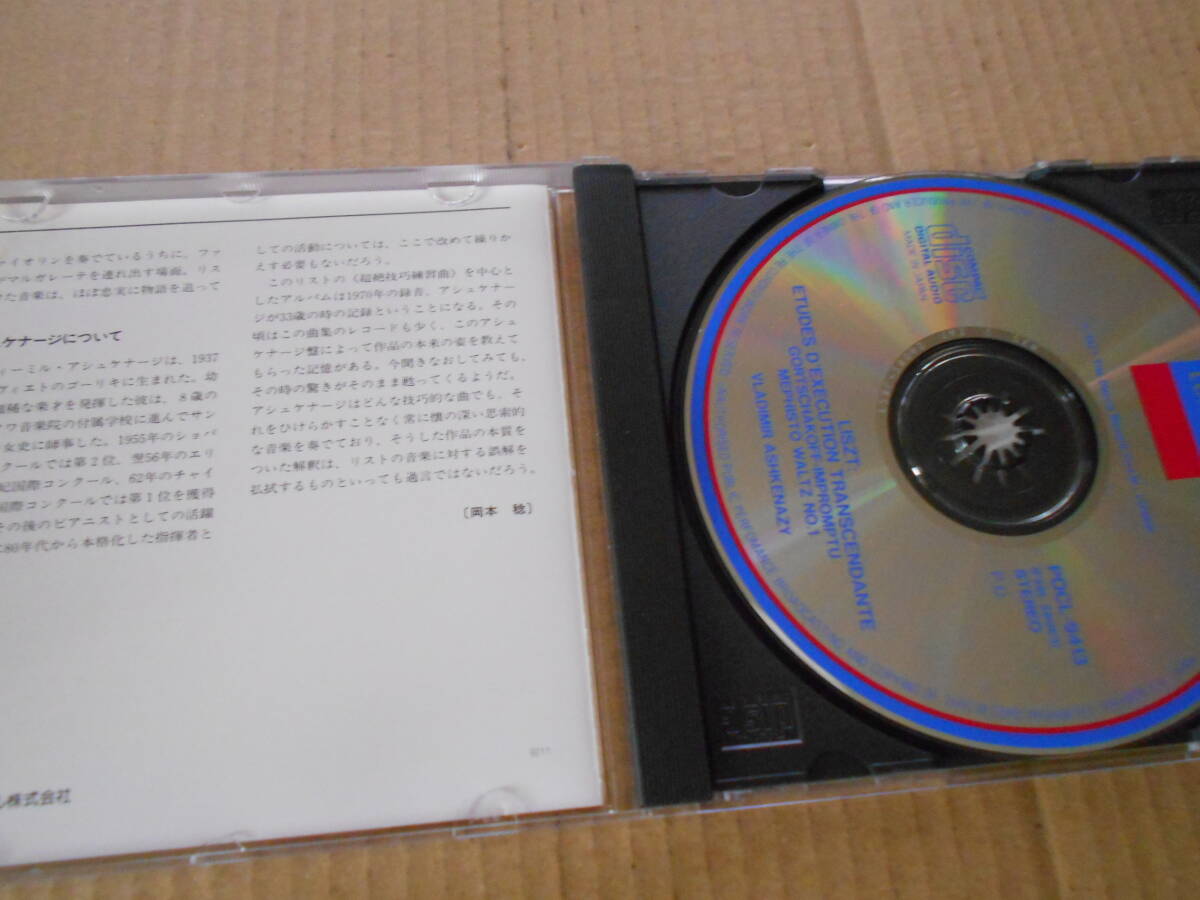 ァイオリンを奏でているうちに。ファ
マルガレーテを連れ出す場面。リス
た音楽は、ほぼ忠実に物語を追って
ケナージについて
ィーミル・アシュケナージは、1937
ィエトのゴーリキに生まれた。幼
な楽才を発揮した彼は、8歳の
ワ音楽院の付属学校に進んでサン
女史に師事した。1955年のショパ
クールでは第2位、翌56年のエリ
紀国際コンクール、62年のチャイ
国際コンクールでは第1位を獲得
その後のピアニストとしての活躍
80年代から本格化した指揮者と
しての活動については、ここで改めて繰りか
えす必要もないだろう。
このリストの《超絶技巧練習曲》を中心と
したアルバムは1970年の録音、アシュケナー
ジが33歳の時の記録ということになる。その
頃はこの曲集のレコードも少く、このアシュ
ケナージ盤によって作品の本来の姿を教えて
もらった記憶がある。今聞きなおしてみても、
その時の驚きがそのまま甦ってくるようだ。
アシュケナージはどんな技巧的な曲でも、そ
れをひけらかすことなく常に懐の深い思索的
な音楽を奏でており、そうした作品の本質を
ついた解釈は、リストの音楽に対する誤解を
払拭するものといっても過言ではないだろう。
〔岡本 稔〕
ル株式会社
COMPACT
disc
DIGITAL AUDIO
MADE IN JAPAN
LISZT:
ETUDES D'EXECUTION TRANSCENDANTE
GORTSCHAKOFF-IMPROMPTU
MEPHISTO WALTZ NO.1
VLADIMIR ASHKENAZY
POCL-9413
STEREO